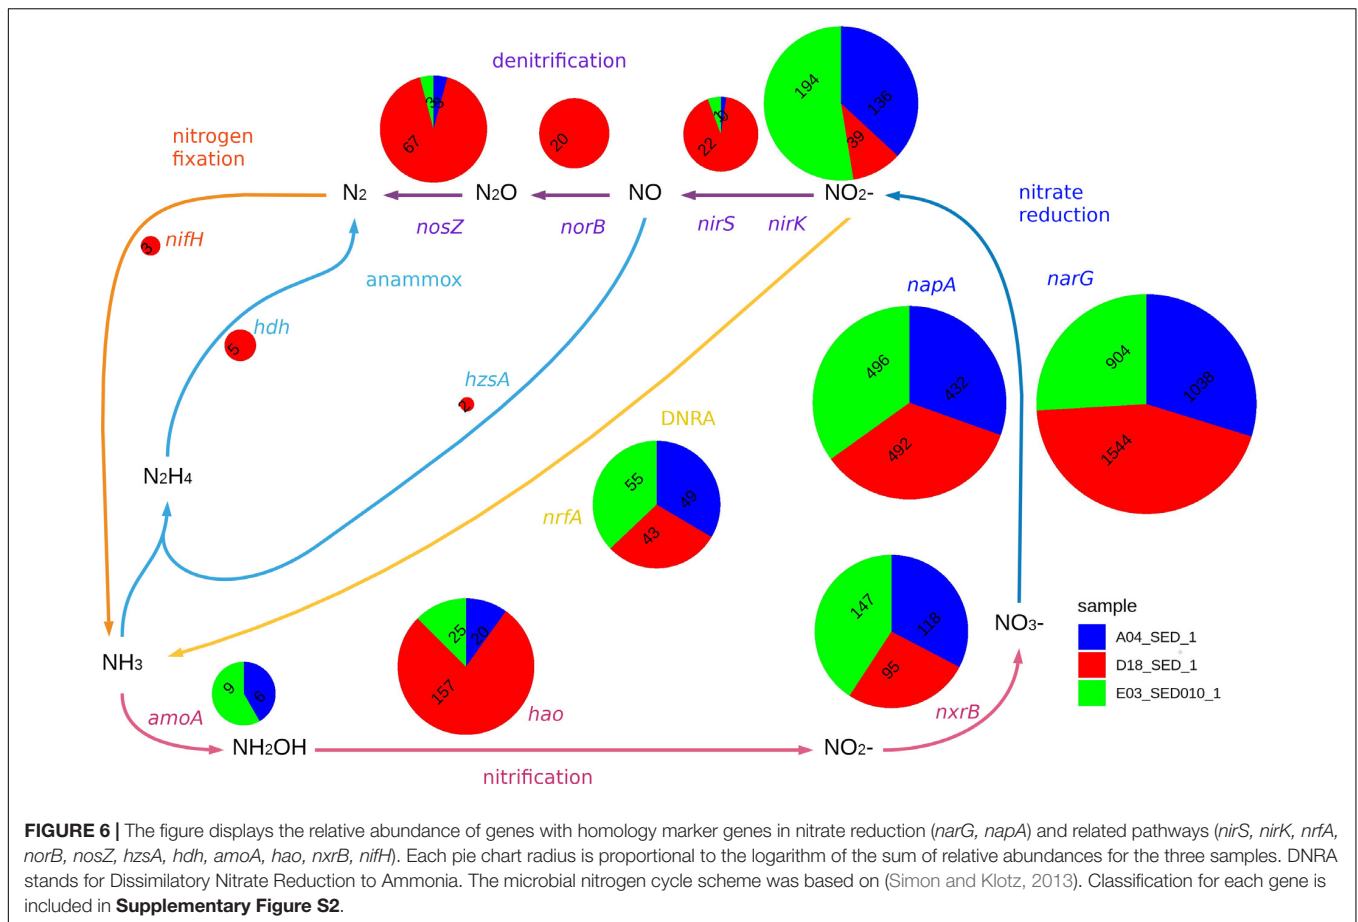 denitrification
nitrogen
fixation
nitrate
reduction
3
67
20
22
194
136
39
N2
N2O
NO
NO2-
nosZ
norB
nirS
nirK
3
nifH
anammox
napA
narG
5
hdh
2
hzsA
496
432
492
904
1038
1544
DNRA
N2H4
nrfA
55
49
43
NH3
25
20
157
hao
147
118
95
NO3-
sample
A04_SED_1
D18_SED_1
E03_SED010_1
9
6
amoA
nxrB
NH2OH
NO2-
nitrification
FIGURE 6 | The figure displays the relative abundance of genes with homology marker genes in nitrate reduction (narG, napA) and related pathways (nirS, nirK, nrfA,
norB, nosZ, hzsA, hdh, amoA, hao, nxrB, nifH). Each pie chart radius is proportional to the logarithm of the sum of relative abundances for the three samples. DNRA
stands for Dissimilatory Nitrate Reduction to Ammonia. The microbial nitrogen cycle scheme was based on (Simon and Klotz, 2013). Classification for each gene is
included in Supplementary Figure S2.